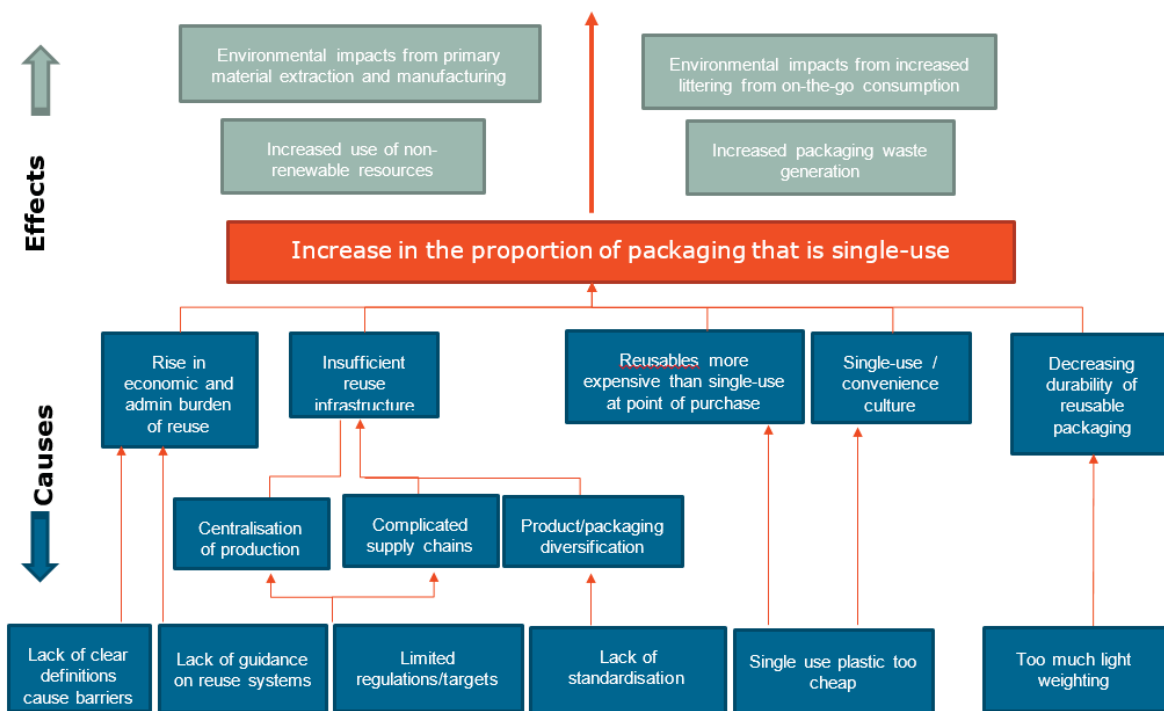 Environmental impacts from primary
material extraction and manufacturing
Environmental impacts from increased
littering from on-the-go consumption
Increased use of non-
renewable resources
Increased packaging waste
generation
Effects
Increase in the proportion of packaging that is single-use
Causes
Rise in
economic and
admin burden
of reuse
Insufficient
reuse
infrastructure
Reusables more
expensive than single-use
at point of purchase
Single-use /
convenience
culture
Decreasing
durability of
reusable
packaging
Centralisation
of production
Complicated
supply chains
Product/packaging
diversification
Lack of clear
definitions
cause barriers
Lack of guidance
on reuse systems
Limited
regulations/targets
Lack of
standardisation
Single use plastic too
cheap
Too much light
weighting